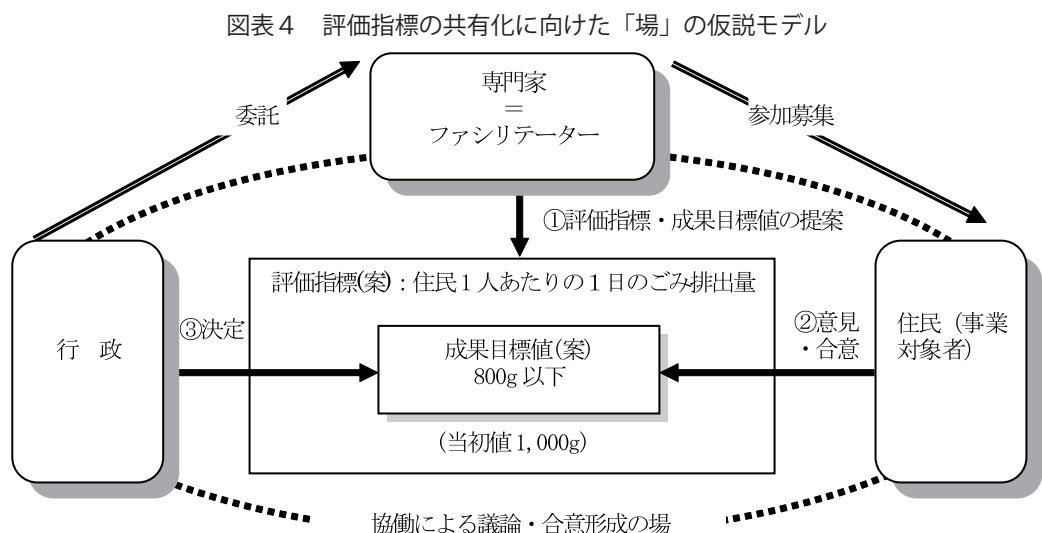 図表４　評価指標の共有化に向けた「場」の仮説モデル
専門家
＝
ファシリテーター
委託
参加募集
①評価指標・成果目標値の提案
評価指標(案)：住民１人あたりの１日のごみ排出量
③決定
②意見
・合意
行　政
成果目標値(案)
800g 以下
住民（事業
対象者）
（当初値 1,000g）
協働による議論・合意形成の場